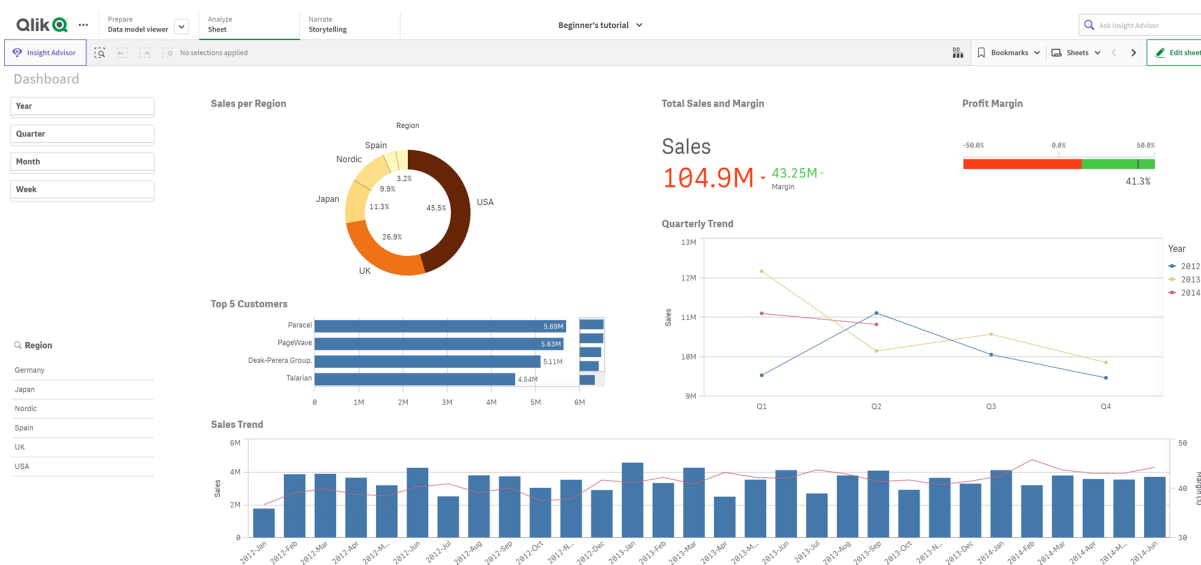 Qlik
Prepare
Data model viewer
Analyze
Sheet
Narrate
Storytelling
Beginner's tutorial
Ask Insight Advisor
Insight Advisor
No selections applied
Bookmarks
Sheets
Edit sheet
Dashboard
Year
Quarter
Month
Week
Region
Germany
Japan
Nordic
Spain
UK
USA
Sales per Region
Region
Spain
Nordic
Japan
UK
USA
3.2%
9.9%
11.3%
26.9%
45.5%
Total Sales and Margin
Sales
104.9M
43.25M
Margin
Profit Margin
-50.0% 0.0% 50.0%
41.3%
Top 5 Customers
Paracel 5.69M
PageWave 5.63M
Deak-Perera Group. 5.11M
Talarian 4.54M
0 1M 2M 3M 4M 5M 6M
Quarterly Trend
13M
12M
11M
10M
9M
Sales
Q1 Q2 Q3 Q4
Year
2012
2013
2014
Sales Trend
6M
4M
2M
0
Sales
50
40
30
Margin (%)
2012-Jan 2012-Feb 2012-Mar 2012-Apr 2012-M... 2012-Jun 2012-Jul 2012-Aug 2012-Sep 2012-Oct 2012-N... 2012-Dec 2013-Jan 2013-Feb 2013-Mar 2013-Apr 2013-M... 2013-Jun 2013-Jul 2013-Aug 2013-Sep 2013-Oct 2013-N... 2013-Dec 2014-Jan 2014-Feb 2014-Mar 2014-Apr 2014-M... 2014-Jun